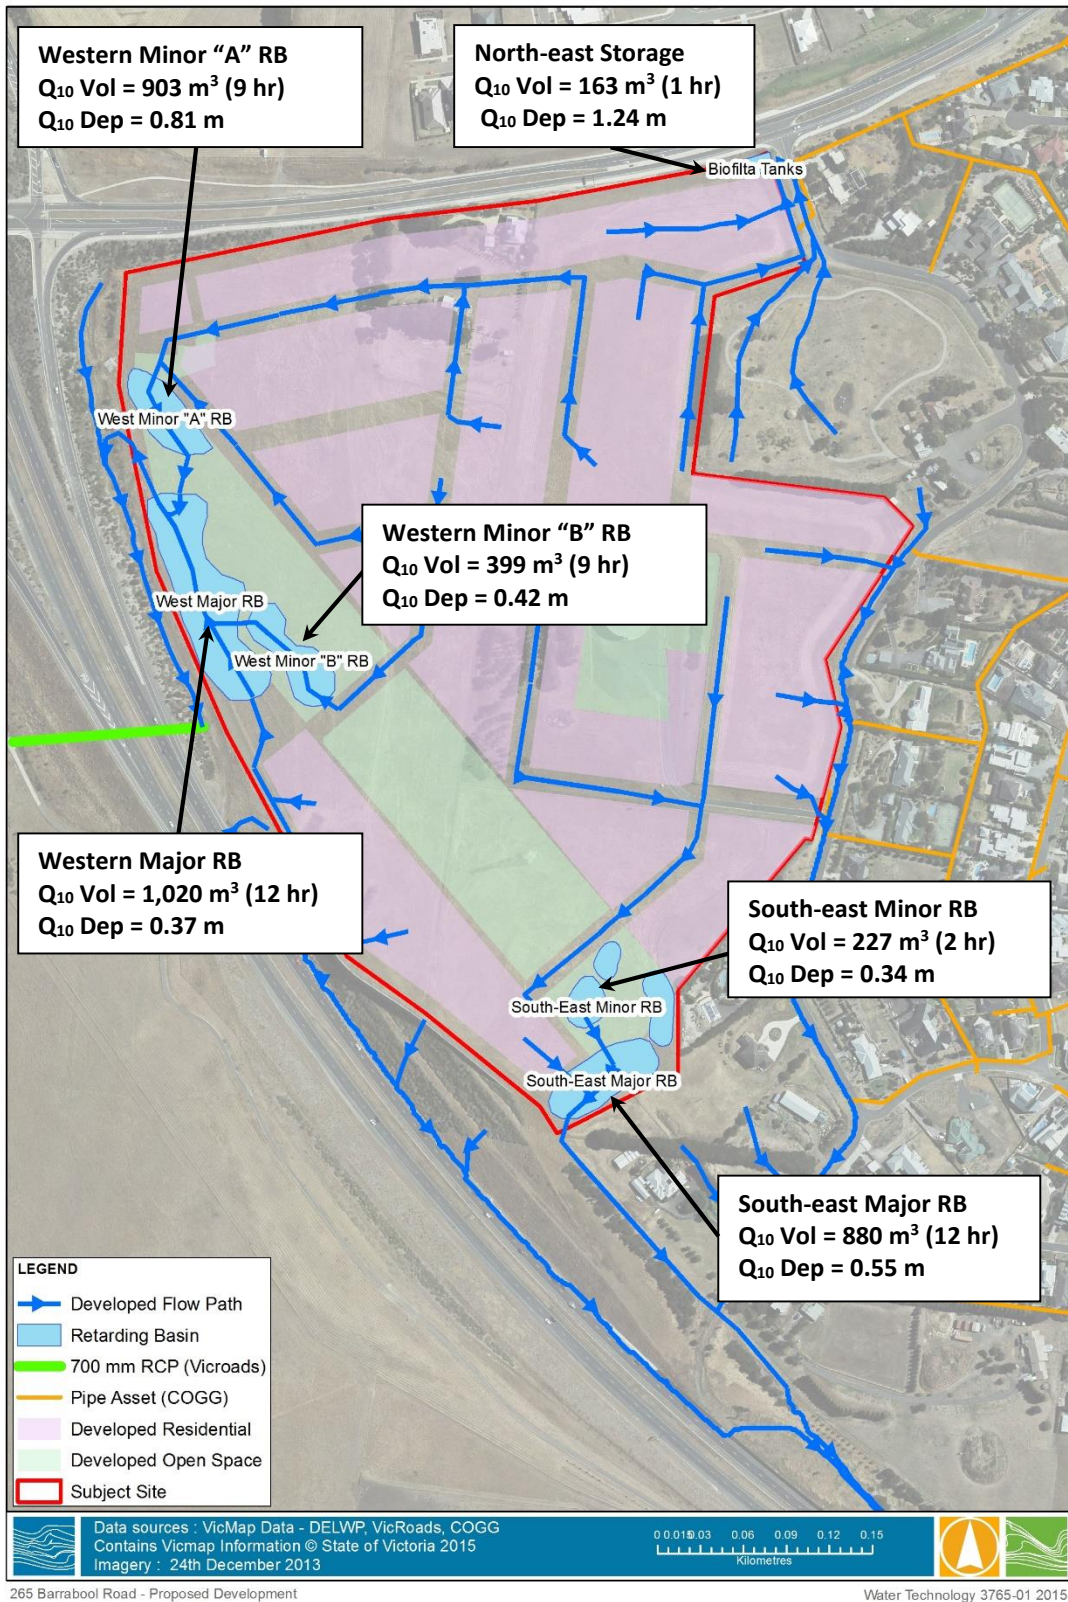 Western Minor “A” RB
Q₁₀ Vol = 903 m³ (9 hr)
Q₁₀ Dep = 0.81 m
North-east Storage
Q₁₀ Vol = 163 m³ (1 hr)
Q₁₀ Dep = 1.24 m
Biofilta Tanks
West Minor "A" RB
Western Minor “B” RB
Q₁₀ Vol = 399 m³ (9 hr)
Q₁₀ Dep = 0.42 m
West Major RB
West Minor "B" RB
Western Major RB
Q₁₀ Vol = 1,020 m³ (12 hr)
Q₁₀ Dep = 0.37 m
South-east Minor RB
Q₁₀ Vol = 227 m³ (2 hr)
Q₁₀ Dep = 0.34 m
South-East Minor RB
South-East Major RB
South-east Major RB
Q₁₀ Vol = 880 m³ (12 hr)
Q₁₀ Dep = 0.55 m
LEGEND
Developed Flow Path
Retarding Basin
700 mm RCP (Vicroads)
Pipe Asset (COGG)
Developed Residential
Developed Open Space
Subject Site
Data sources : VicMap Data - DELWP, VicRoads, COGG
Contains Vicmap Information © State of Victoria 2015
Imagery : 24th December 2013
0 0.015 0.03 0.06 0.09 0.12 0.15
Kilometres
265 Barrabool Road - Proposed Development
Water Technology 3765-01 2015